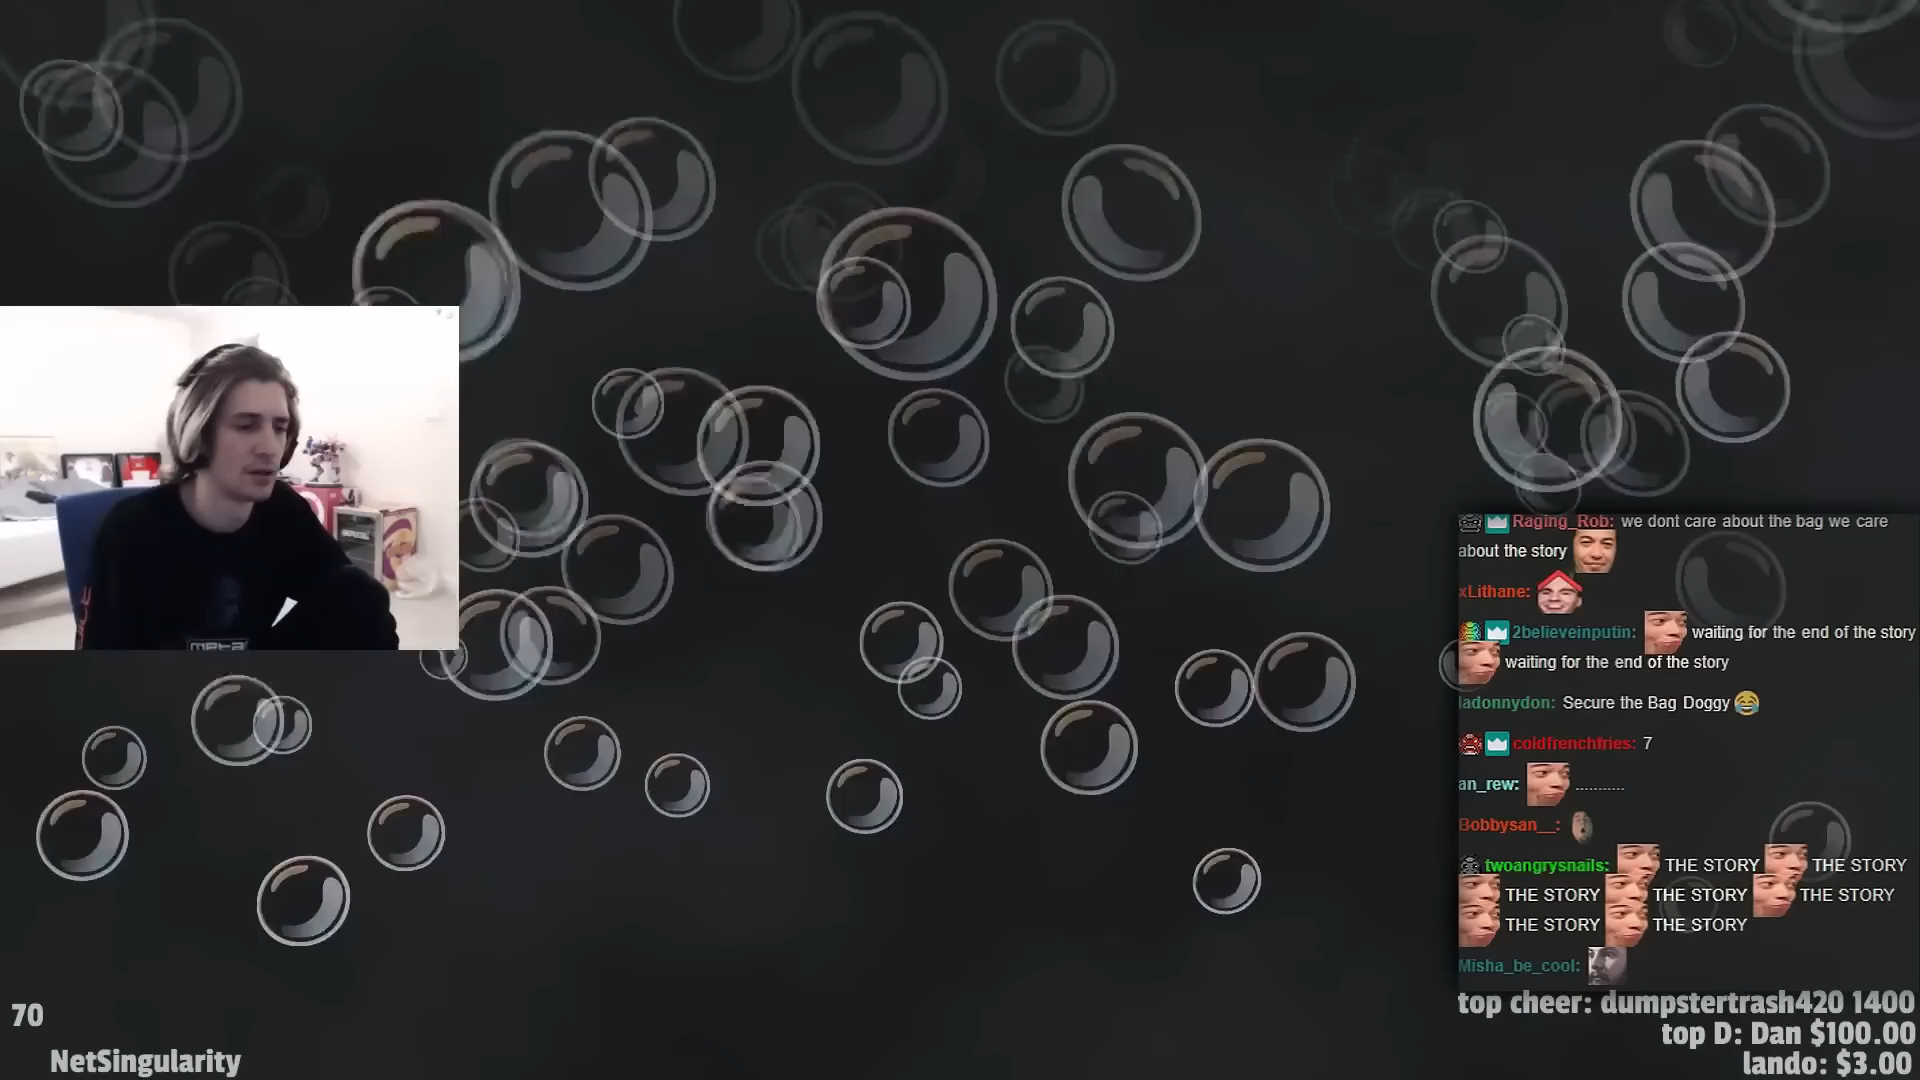 Raging_Rob: we dont care about the bag we care
about the story
xLithane:
2believeinputin: waiting for the end of the story
waiting for the end of the story
ladonnydon: Secure the Bag Doggy
coldfrenchfries: 7
an_rew: ...........
Bobbysan__:
twoangrysnails: THE STORY THE STORY
THE STORY THE STORY THE STORY
THE STORY THE STORY
Misha_be_cool:
top cheer: dumpstertrash420 1400
top D: Dan $100.00
lando: $3.00
70
NetSingularity
meta